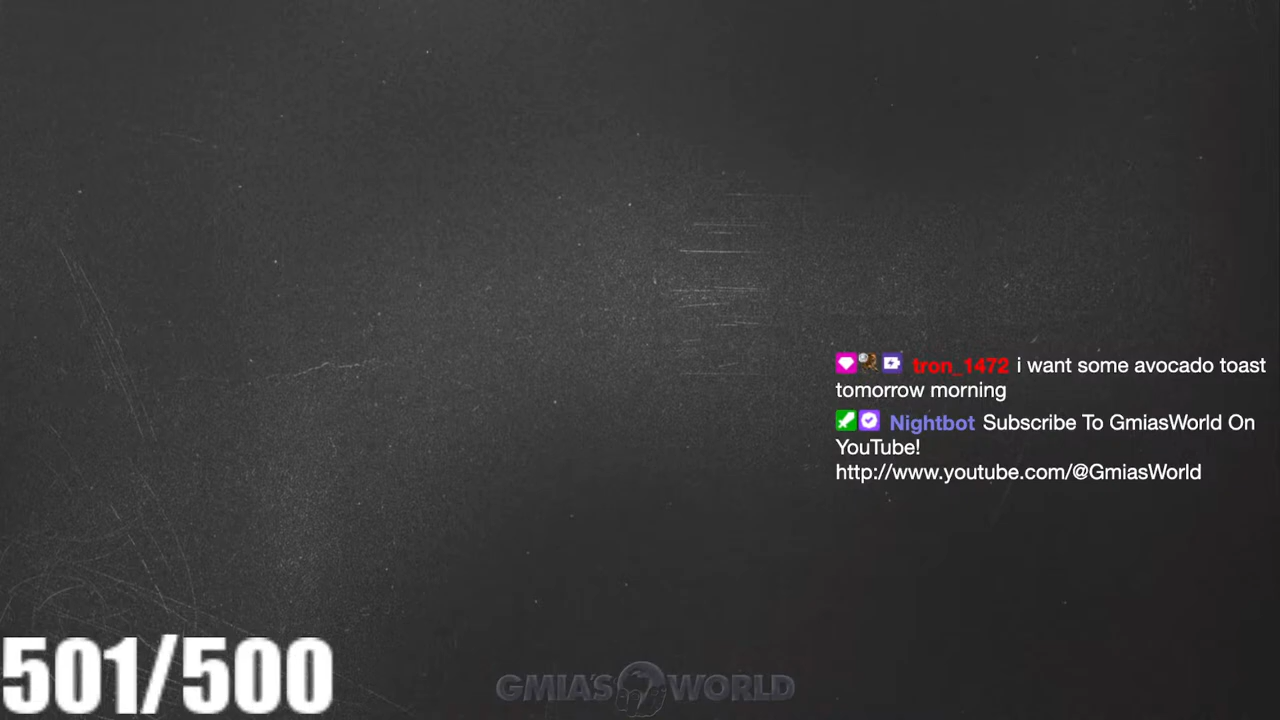 tron_1472 i want some avocado toast
tomorrow morning
Nightbot Subscribe To GmiasWorld On
YouTube!
http://www.youtube.com/@GmiasWorld
501/500
GMIA'S WORLD